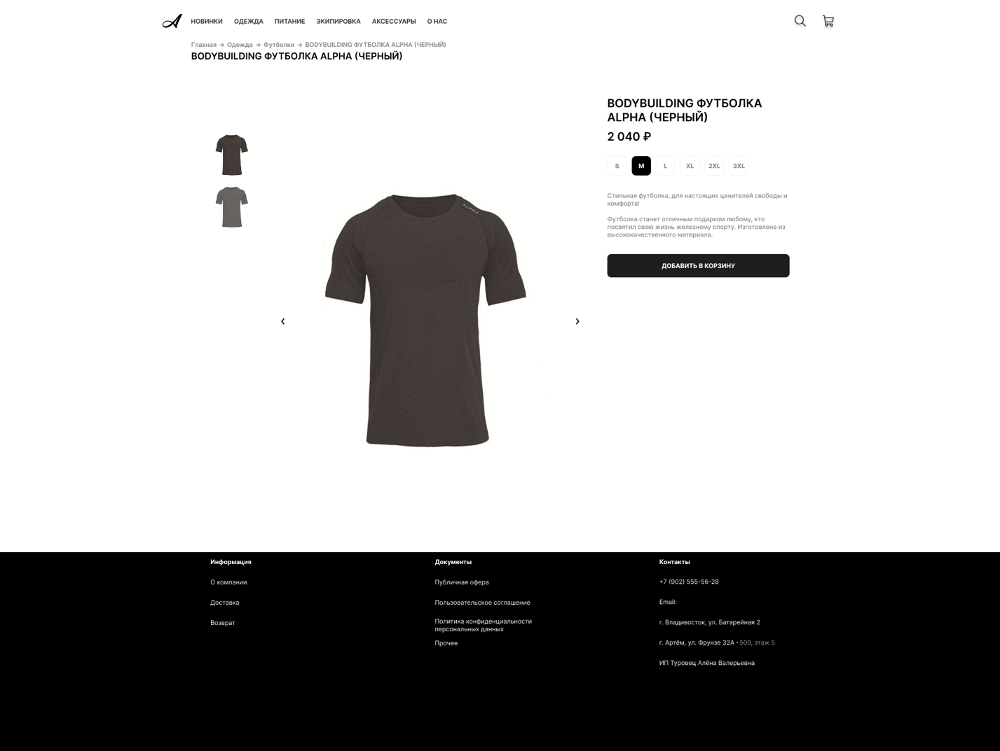 НОВИНКИ ОДЕЖДА ПИТАНИЕ ЭКИПИРОВКА АКСЕССУАРЫ О НАС
Главная → Одежда → Футболки → BODYBUILDING ФУТБОЛКА ALPHA (ЧЕРНЫЙ)
BODYBUILDING ФУТБОЛКА ALPHA (ЧЕРНЫЙ)
BODYBUILDING ФУТБОЛКА
ALPHA (ЧЕРНЫЙ)
2 040 ₽
S M L XL 2XL 3XL
Стильная футболка, для настоящих ценителей свободы и
комфорта!
Футболка станет отличным подарком любому, кто
посвятил свою жизнь железному спорту. Изготовлена из
высококачественного материала.
ДОБАВИТЬ В КОРЗИНУ
ALPHA
Информация
О компании
Доставка
Возврат
Документы
Публичная офера
Пользовательское соглашение
Политика конфиденциальности
персональных данных
Прочее
Контакты
+7 (902) 555-56-28
Email:
г. Владивосток, ул. Батарейная 2
г. Артём, ул. Фрунзе 32А • 509, этаж 5
ИП Туровец Алёна Валерьевна